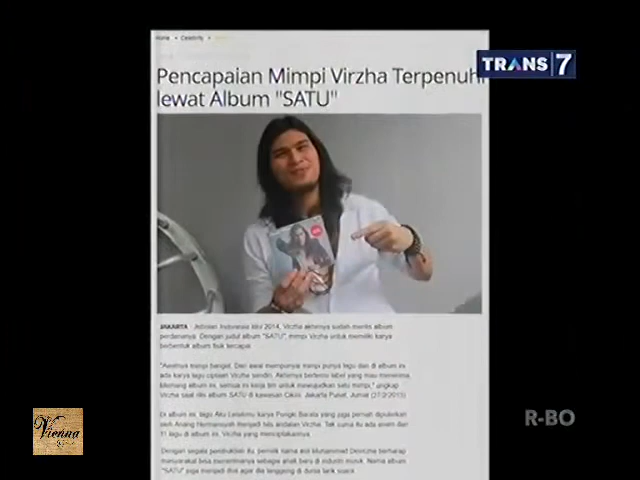 Home • Celebrity •
TRANS 7
Pencapaian Mimpi Virzha Terpenuhi
lewat Album "SATU"
JAKARTA Jebolan Indonesia Idol 2014, Virzha akhirnya sudah merilis album
perdananya. Dengan judul album "SATU", mimpi Virzha untuk memiliki karya
berbentuk album fisik tercapai
"Awalnya mimpi banget. Dari awal mempunyai mimpi punya lagu dan di album ini
ada karya lagu ciptaan Virzha sendiri. Akhirnya bertemu label yang mau menerima,
album ini, semua ini kerja tim untuk mewujudkan satu mimpi," ungkap
Virzha saat rilis album SATU di kawasan Cikini Jakarta Pusat, Jumat (27/3/2015)
Di album ini, lagu Aku Lelakimu karya Pongki Barata yang juga pernah dipulerkan
oleh Anang Hermansyah menjadi hits andalan Virzha. Tak cuma itu ada enam dari
11 lagu di album ini, Virzha yang menciptakannya.
Dengan segala pemilik nama asli Muhammad Devirzha berharap
masyarakat bisa menerimanya sebagai anak baru di industri musik. Nama album
"SATU" juga menjadi doa agar dia langgeng di dunia tarik suara
Vienna
R-BO